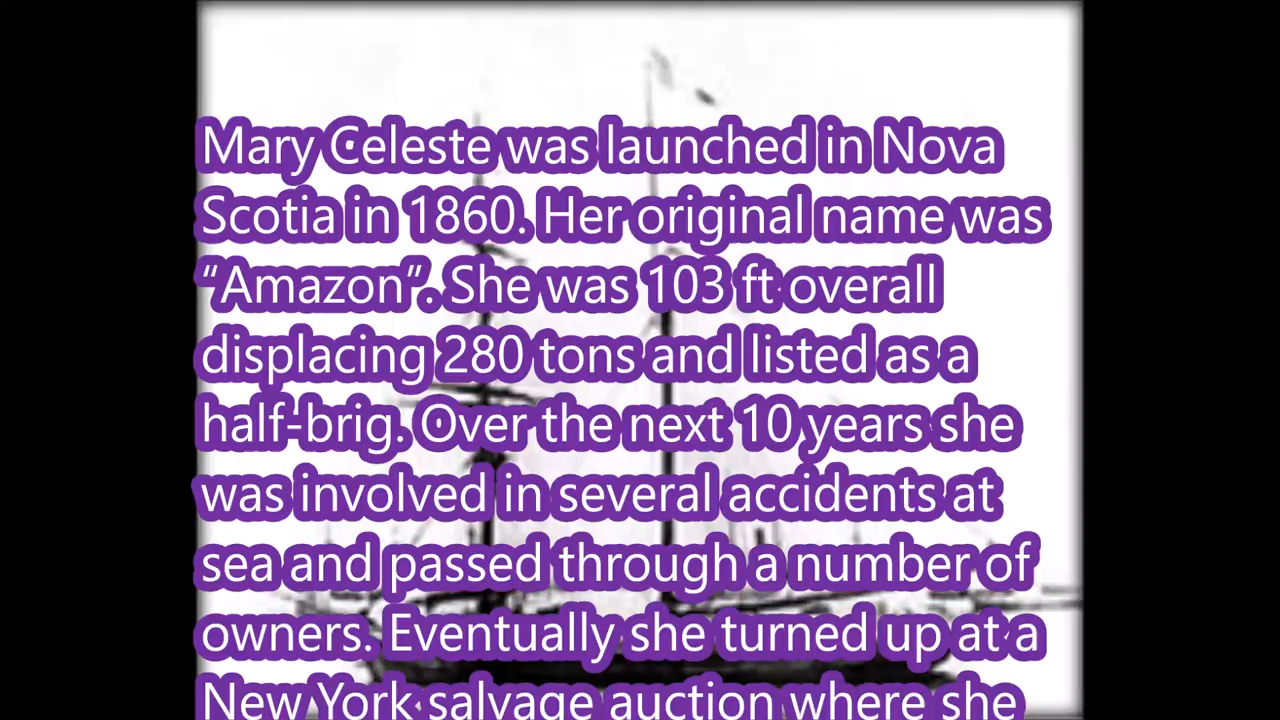 Mary Celeste was launched in Nova
Scotia in 1860. Her original name was
“Amazon”. She was 103 ft overall
displacing 280 tons and listed as a
half-brig. Over the next 10 years she
was involved in several accidents at
sea and passed through a number of
owners. Eventually she turned up at a
New York salvage auction where she